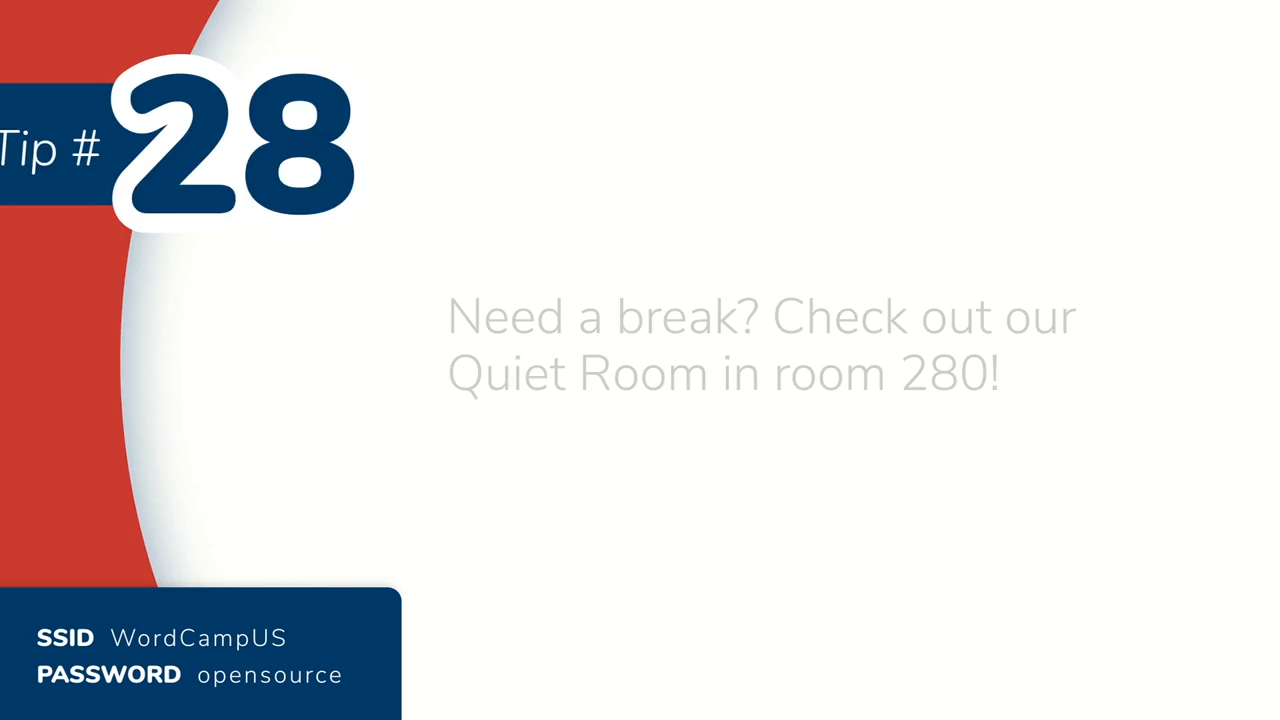 Tip # 28
Need a break? Check out our
Quiet Room in room 280!
SSID WordCampUS
PASSWORD opensource